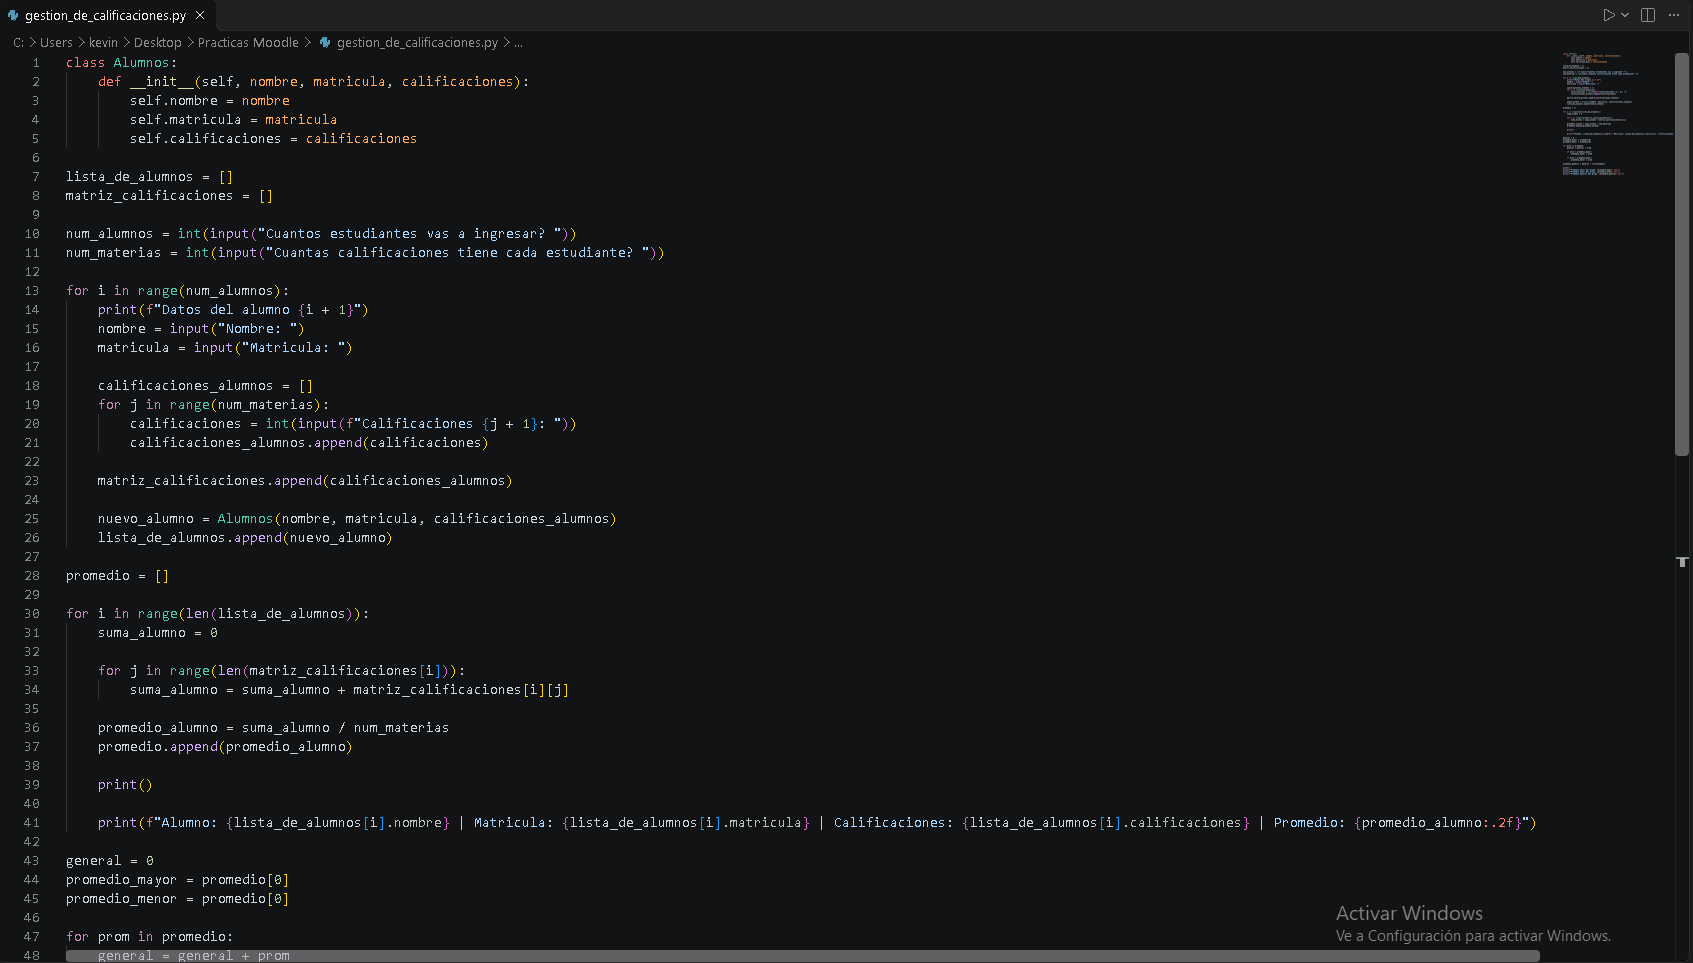 gestion_de_calificaciones.py
C: > Users > kevin > Desktop > Practicas Moodle > gestion_de_calificaciones.py > ...
1 class Alumnos:
2     def __init__(self, nombre, matricula, calificaciones):
3         self.nombre = nombre
4         self.matricula = matricula
5         self.calificaciones = calificaciones
6
7 lista_de_alumnos = []
8 matriz_calificaciones = []
9
10 num_alumnos = int(input("Cuantos estudiantes vas a ingresar? "))
11 num_materias = int(input("Cuantas calificaciones tiene cada estudiante? "))
12
13 for i in range(num_alumnos):
14     print(f"Datos del alumno {i + 1}")
15     nombre = input("Nombre: ")
16     matricula = input("Matricula: ")
17
18     calificaciones_alumnos = []
19     for j in range(num_materias):
20         calificaciones = int(input(f"Calificaciones {j + 1}: "))
21         calificaciones_alumnos.append(calificaciones)
22
23     matriz_calificaciones.append(calificaciones_alumnos)
24
25     nuevo_alumno = Alumnos(nombre, matricula, calificaciones_alumnos)
26     lista_de_alumnos.append(nuevo_alumno)
27
28 promedio = []
29
30 for i in range(len(lista_de_alumnos)):
31     suma_alumno = 0
32
33     for j in range(len(matriz_calificaciones[i])):
34         suma_alumno = suma_alumno + matriz_calificaciones[i][j]
35
36     promedio_alumno = suma_alumno / num_materias
37     promedio.append(promedio_alumno)
38
39     print()
40
41     print(f"Alumno: {lista_de_alumnos[i].nombre} | Matricula: {lista_de_alumnos[i].matricula} | Calificaciones: {lista_de_alumnos[i].calificaciones} | Promedio: {promedio_alumno:.2f}")
42
43 general = 0
44 promedio_mayor = promedio[0]
45 promedio_menor = promedio[0]
46
47 for prom in promedio:
48     general = general + prom
Activar Windows
Ve a Configuración para activar Windows.